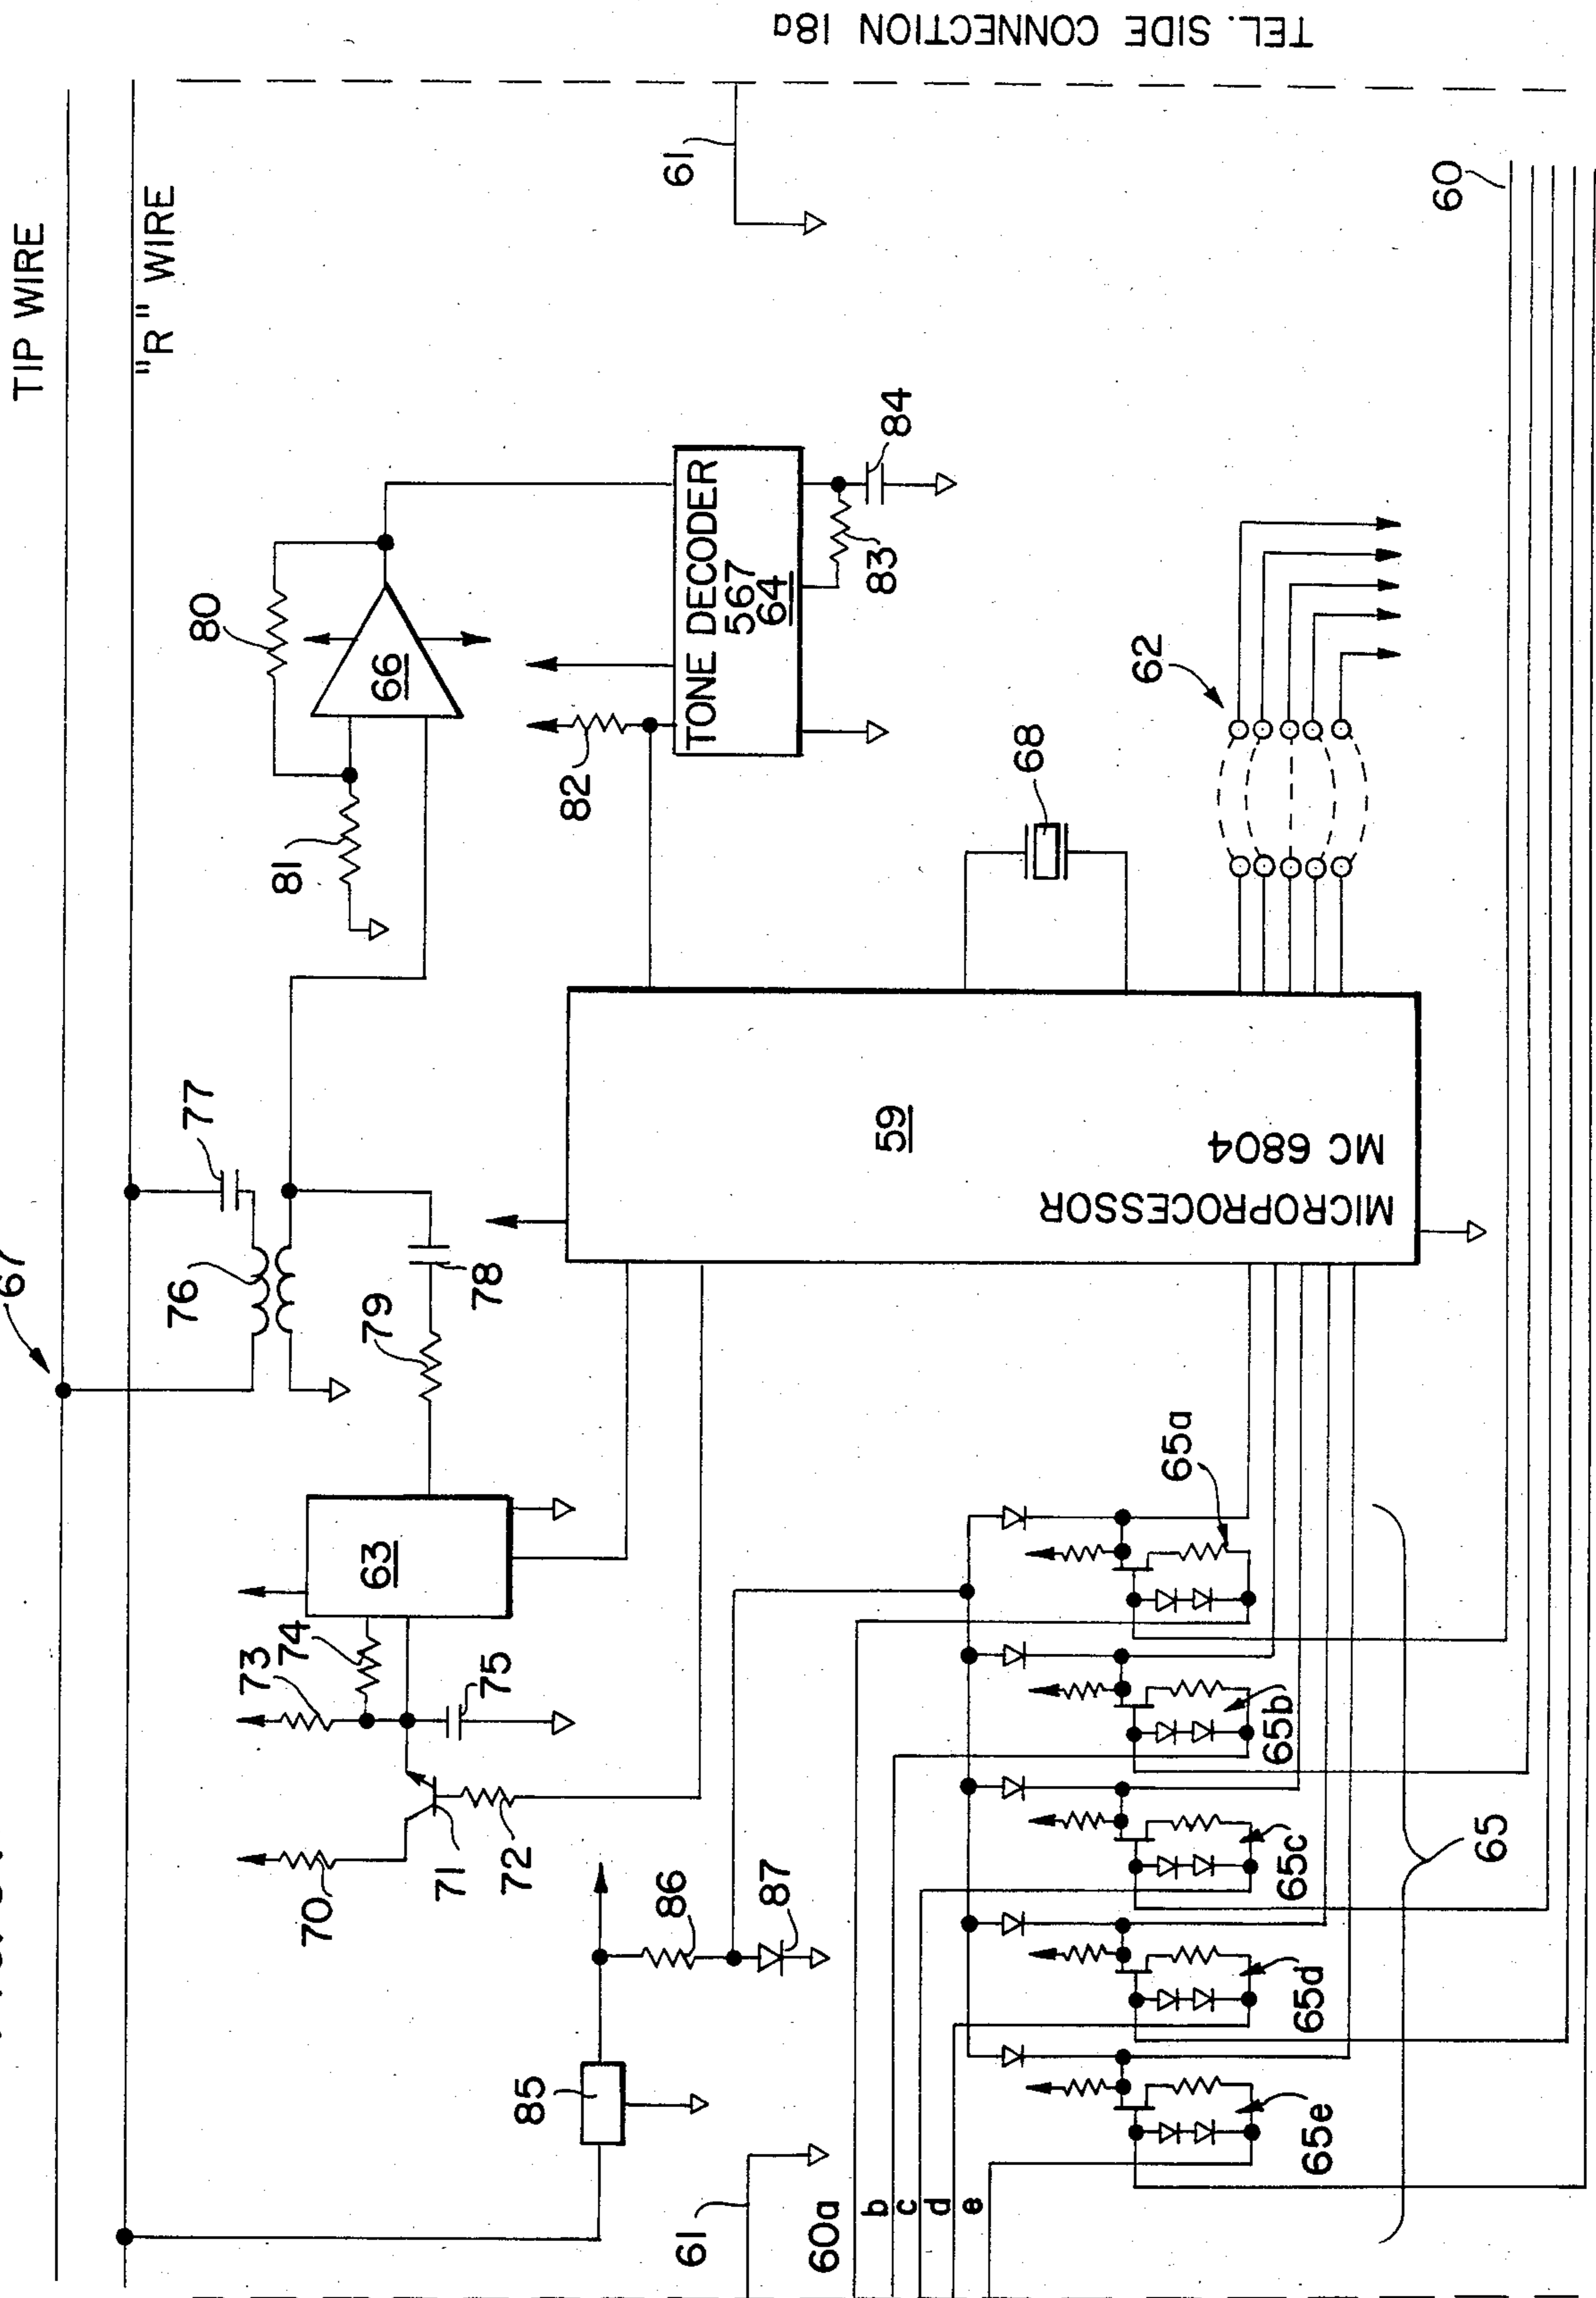 TIP WIRE
"R" WIRE
TEL. SIDE CONNECTION 18a
67
77
76
80
66
81
61
79
78
63
74
73
75
70
71
72
82
TONE DECODER
567
64
84
83
68
62
60
59
MICROPROCESSOR
MC 6804
85
86
87
65a
65b
65c
65d
65e
65
61
60a
b
c
d
e